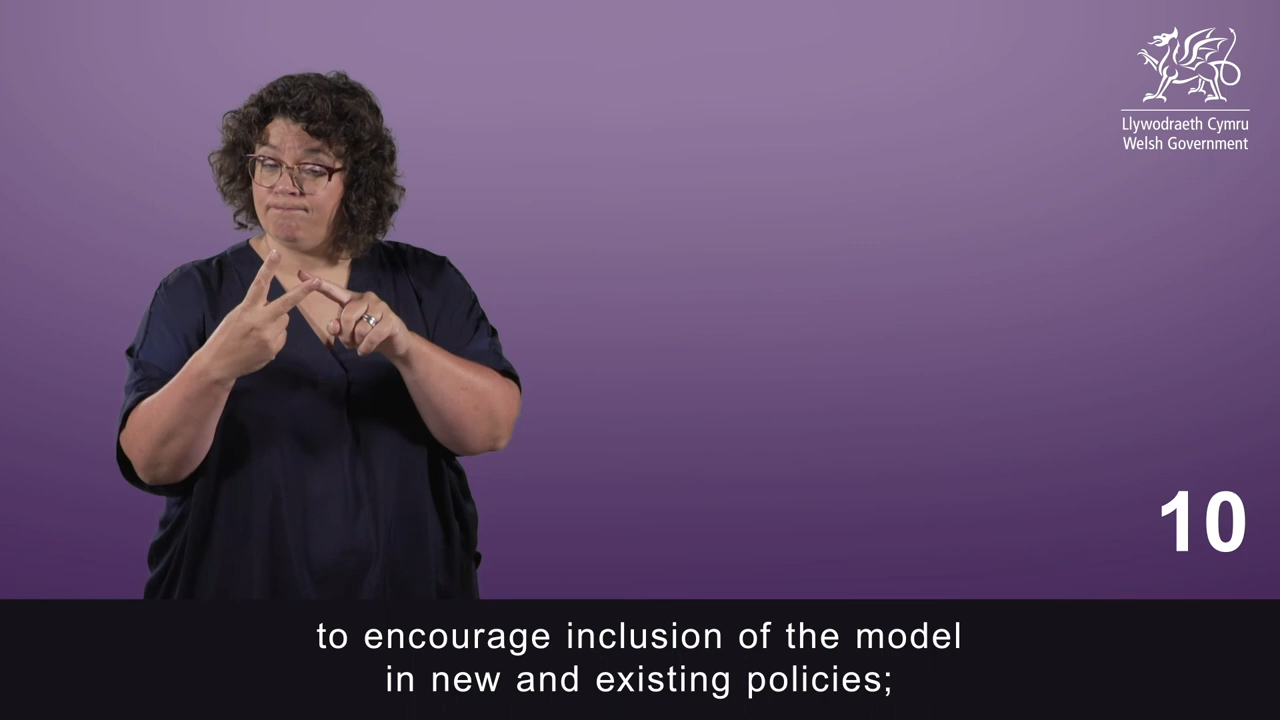 Llywodraeth Cymru
Welsh Government
10
to encourage inclusion of the model
in new and existing policies;